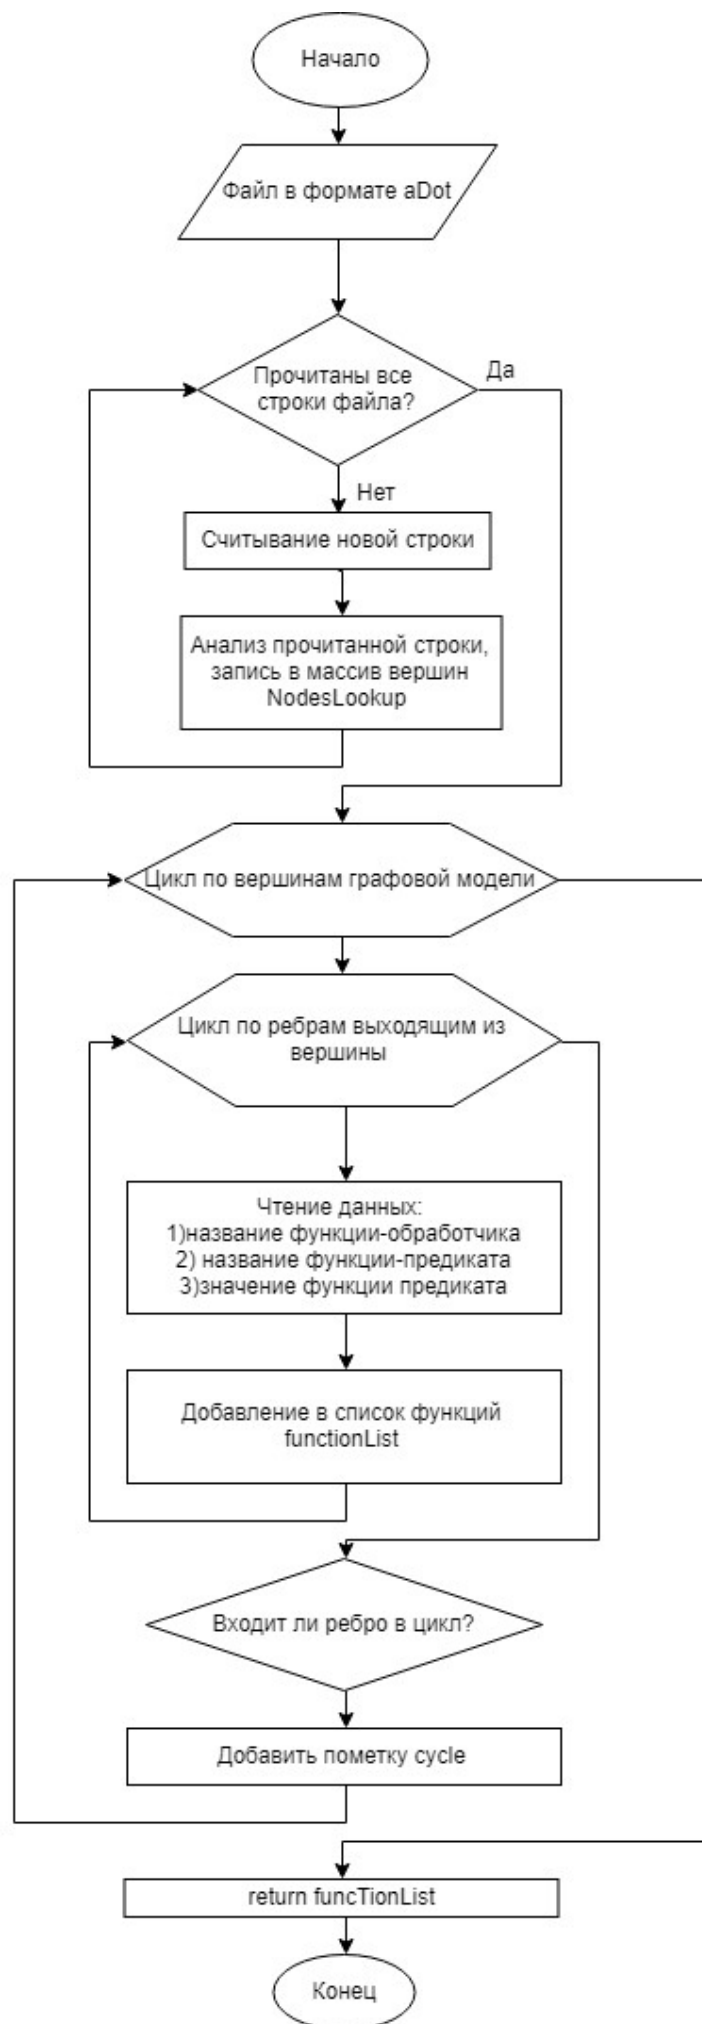 Начало
Файл в формате aDot
Прочитаны все
строки файла?
Да
Нет
Считывание новой строки
Анализ прочитанной строки,
запись в массив вершин
NodesLookup
Цикл по вершинам графовой модели
Цикл по ребрам выходящим из
вершины
Чтение данных:
1)название функции-обработчика
2) название функции-предиката
3)значение функции предиката
Добавление в список функций
functionList
Входит ли ребро в цикл?
Добавить пометку cycle
return funcTionList
Конец